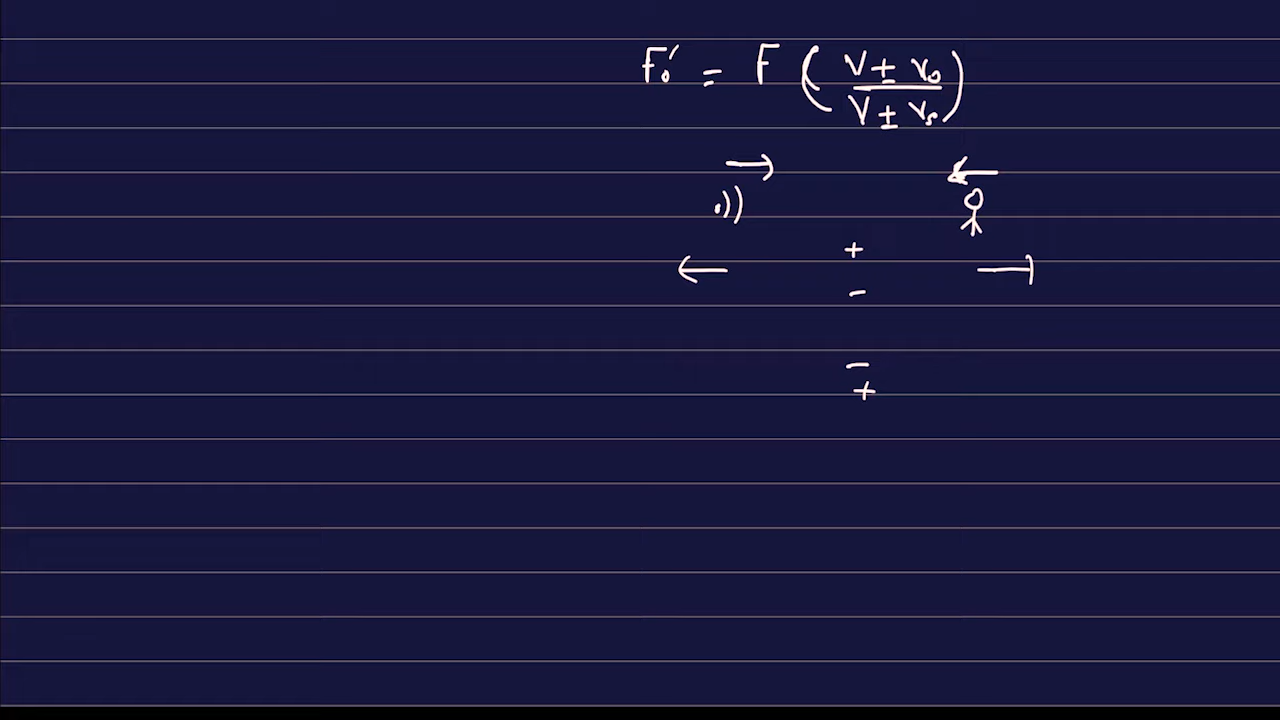 F₀' = F ( V ± v₀ / V ± vₛ )
+
−
−
+